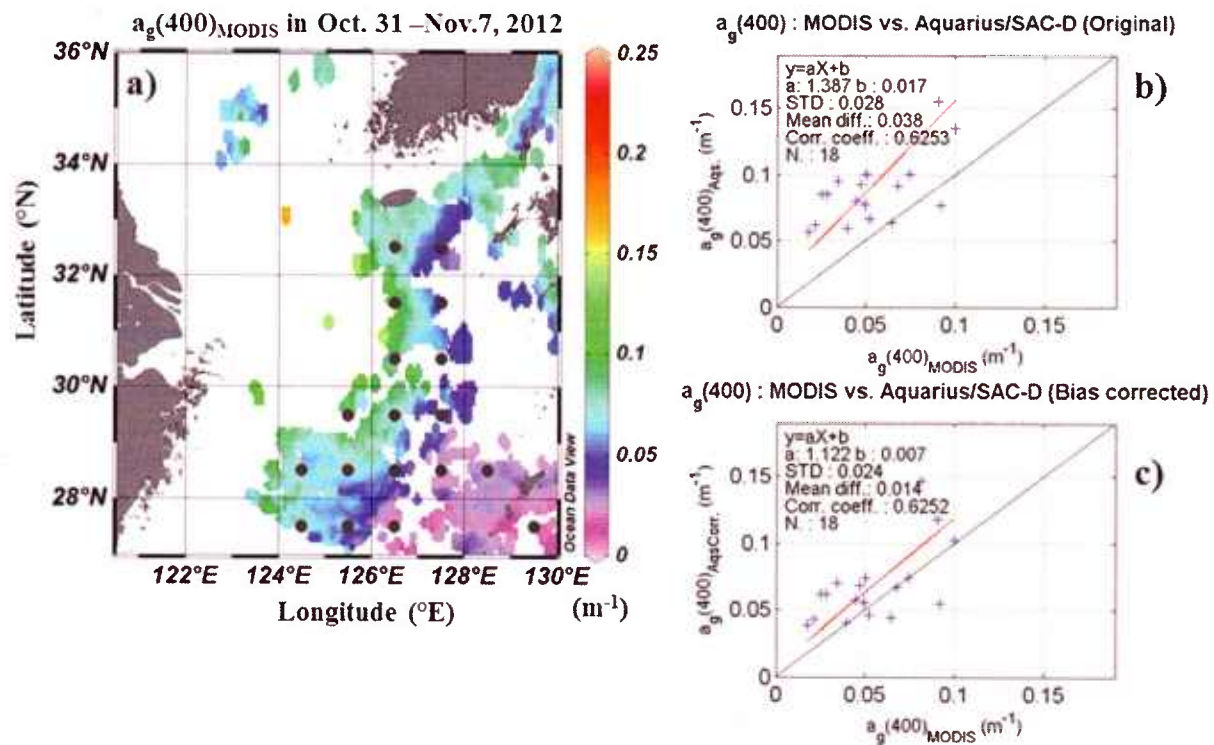 a_g(400)_MODIS in Oct. 31 –Nov.7, 2012
a)
36°N
34°N
32°N
30°N
28°N
Latitude (°N)
122°E 124°E 126°E 128°E 130°E
Longitude (°E)
0.25
0.2
0.15
0.1
0.05
0
(m⁻¹)
Ocean Data View
a_g(400) : MODIS vs. Aquarius/SAC-D (Original)
b)
y=aX+b
a: 1.387 b : 0.017
STD : 0.028
Mean diff.: 0.038
Corr. coeff. : 0.6253
N. : 18
0.15
0.1
0.05
0
a_g(400)_Aqs. (m⁻¹)
0 0.05 0.1 0.15
a_g(400)_MODIS (m⁻¹)
a_g(400) : MODIS vs. Aquarius/SAC-D (Bias corrected)
c)
y=aX+b
a: 1.122 b : 0.007
STD : 0.024
Mean diff.: 0.014
Corr. coeff. : 0.6252
N. : 18
0.15
0.1
0.05
0
a_g(400)_AqsCorr. (m⁻¹)
0 0.05 0.1 0.15
a_g(400)_MODIS (m⁻¹)